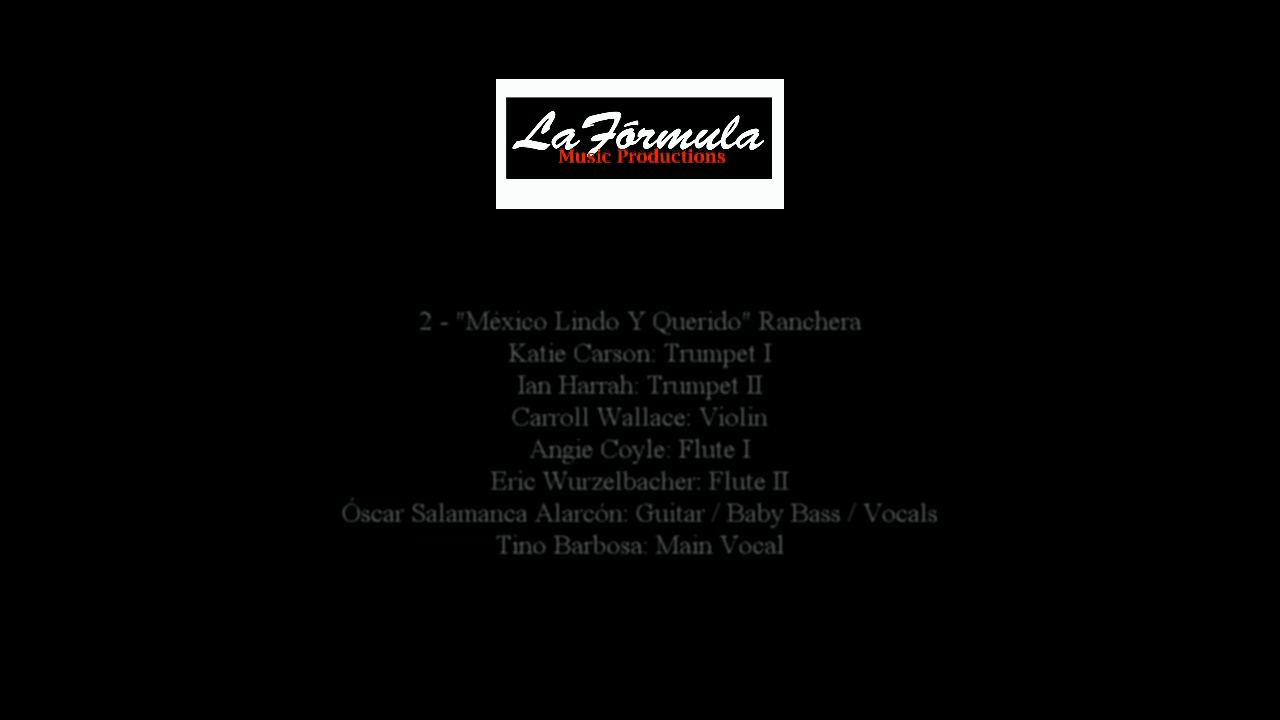 La Fórmula
Music Productions
2 - "México Lindo Y Querido" Ranchera
Katie Carson: Trumpet I
Ian Harrah: Trumpet II
Carroll Wallace: Violin
Angie Coyle: Flute I
Eric Wurzelbacher: Flute II
Óscar Salamanca Alarcón: Guitar / Baby Bass / Vocals
Tino Barbosa: Main Vocal